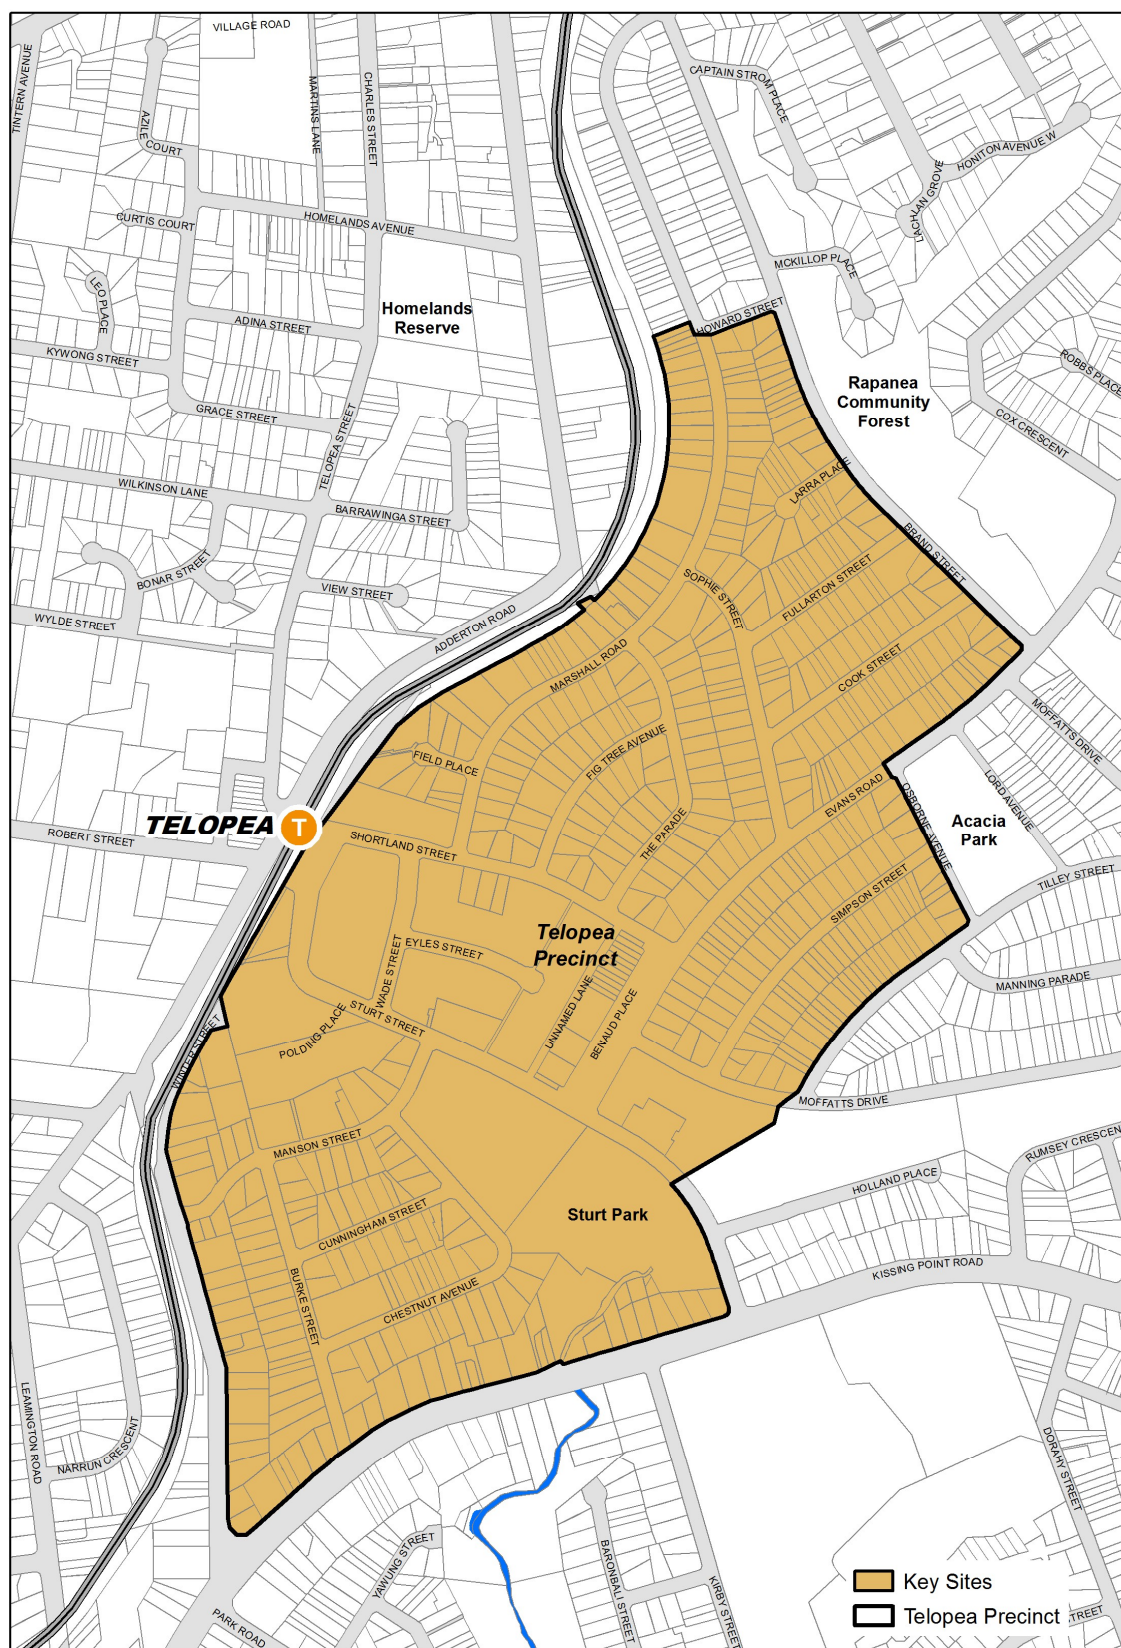 VILLAGE ROAD
TINTERN AVENUE
AZILE
COURT
MARTINS LANE
CHARLES STREET
CAPTAIN STROM PLACE
HONITON AVENUE W
LACHLAN GROVE
CURTIS COURT
HOMELANDS AVENUE
MCKILLOP PLACE
LEO PLACE
Homelands
Reserve
ADINA STREET
HOWARD STREET
KYWONG STREET
ROBBS PLACE
Rapanea
Community
Forest
GRACE STREET
COX CRESCENT
TELOPEA STREET
LARRA PLACE
WILKINSON LANE
BARRAWINGA STREET
BRAND STREET
BONAR STREET
VIEW STREET
SOPHIE STREET
FULLARTON STREET
WYLDE STREET
ADDERTON ROAD
MARSHALL ROAD
COOK STREET
MOFFATTS DRIVE
FIELD PLACE
FIG TREE AVENUE
EVANS ROAD
OSBORNE AVENUE
LORD AVENUE
TELOPEA
T
ROBERT STREET
SHORTLAND STREET
THE PARADE
Acacia
Park
TILLEY STREET
SIMPSON STREET
Telopea
Precinct
EYLES STREET
WADE STREET
MANNING PARADE
STURT STREET
UNNAMED LANE
BENAUD PLACE
POLDING PLACE
WINTER STREET
MOFFATTS DRIVE
MANSON STREET
RUMSEY CRESCEN
HOLLAND PLACE
Sturt Park
CUNNINGHAM STREET
KISSING POINT ROAD
BURKE STREET
CHESTNUT AVENUE
LEAMINGTON ROAD
NARRUN CRESCENT
DORAHY STREET
YAWUNG STREET
BARONBALI STREET
KIRBY STREET
PARK ROAD
Key Sites
Telopea Precinct
TREET